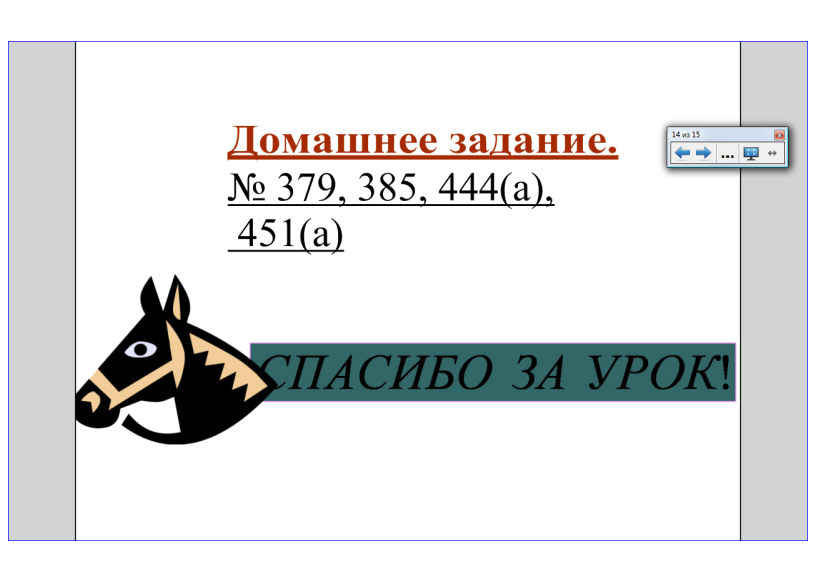 Домашнее задание.
№ 379, 385, 444(а),
451(а)
14 из 15
СПАСИБО ЗА УРОК!